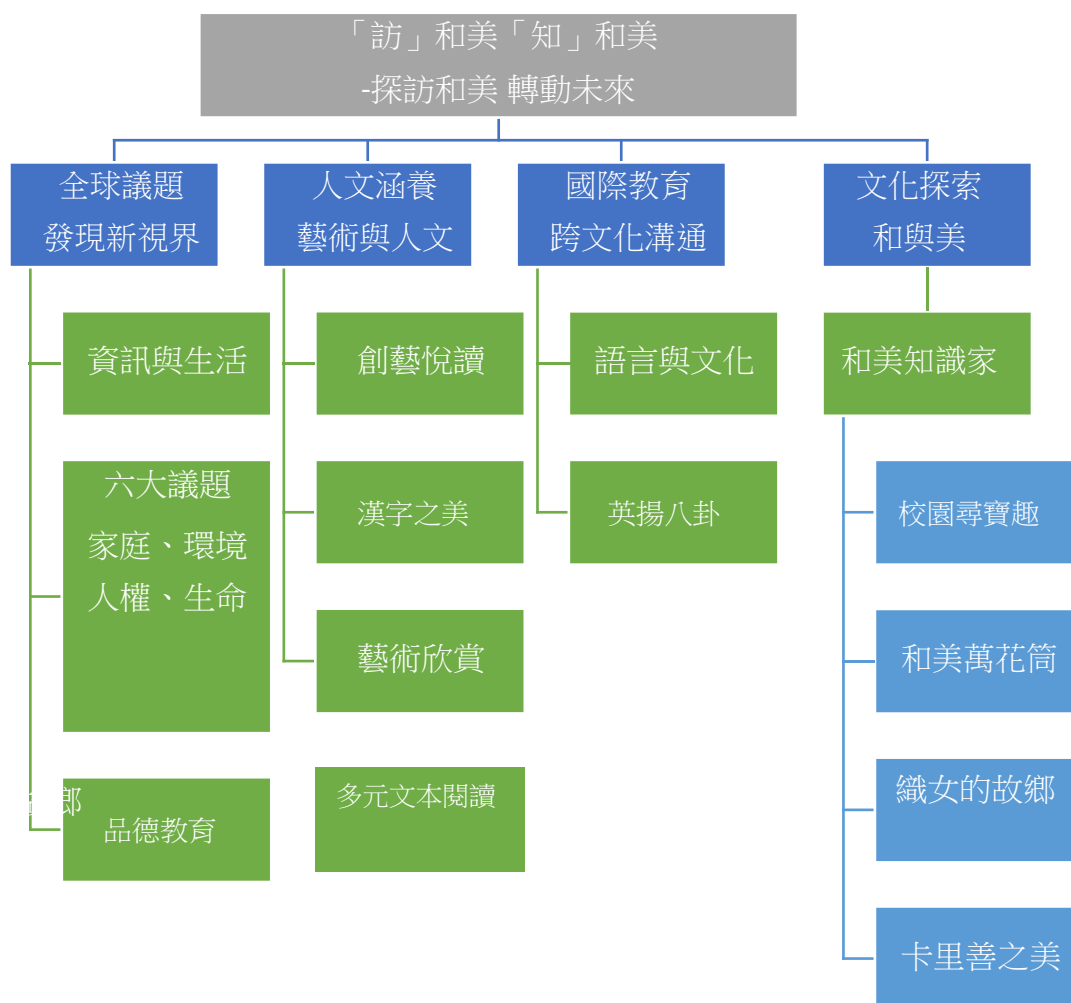 「訪」和美「知」和美
-探訪和美 轉動未來
全球議題
發現新視界
資訊與生活
六大議題
家庭、環境
人權、生命
品德教育
人文涵養
藝術與人文
創藝悅讀
漢字之美
藝術欣賞
多元文本閱讀
國際教育
跨文化溝通
語言與文化
英揚八卦
文化探索
和與美
和美知識家
校園尋寶趣
和美萬花筒
織女的故鄉
卡里善之美